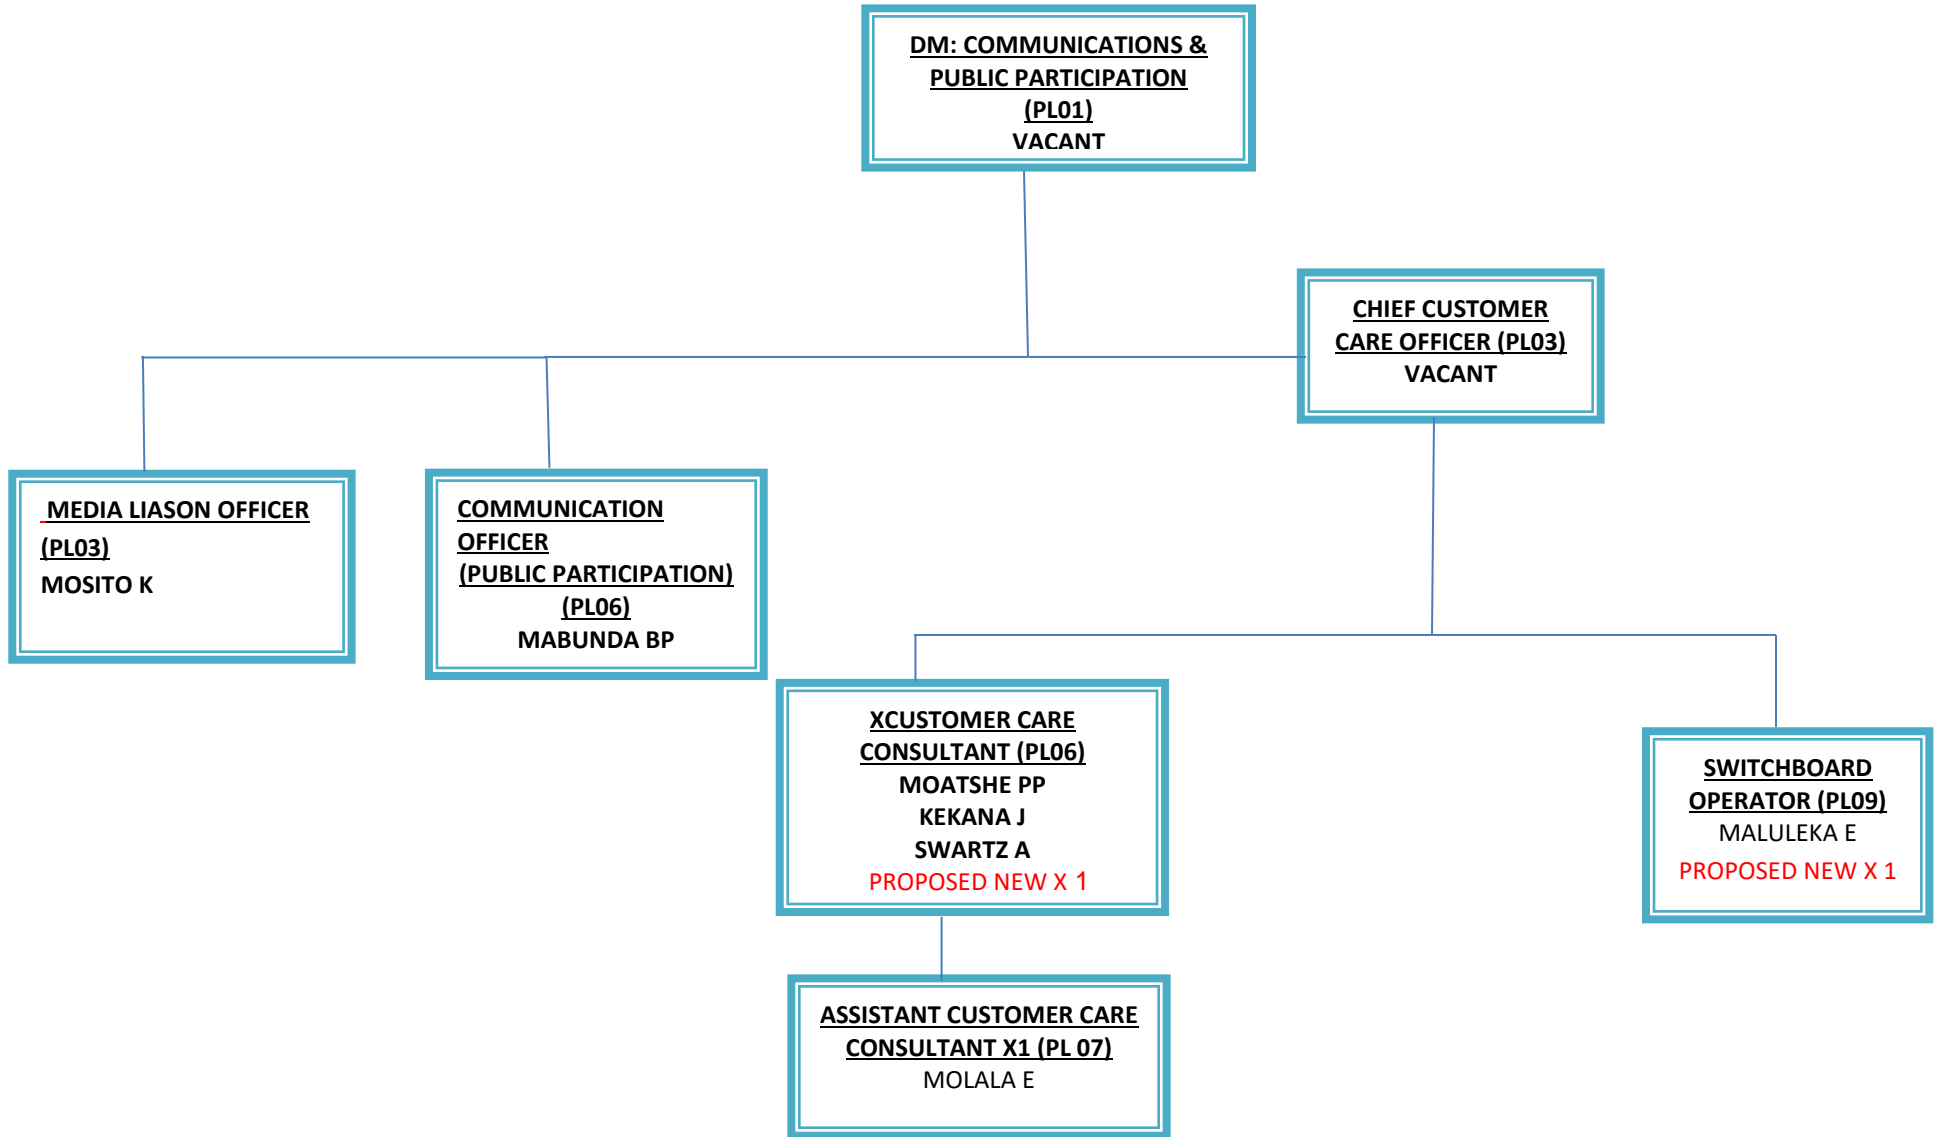 DM: COMMUNICATIONS &
PUBLIC PARTICIPATION
(PL01)
VACANT
CHIEF CUSTOMER
CARE OFFICER (PL03)
VACANT
MEDIA LIASON OFFICER
(PL03)
MOSITO K
COMMUNICATION
OFFICER
(PUBLIC PARTICIPATION)
(PL06)
MABUNDA BP
XCUSTOMER CARE
CONSULTANT (PL06)
MOATSHE PP
KEKANA J
SWARTZ A
PROPOSED NEW X 1
SWITCHBOARD
OPERATOR (PL09)
MALULEKA E
PROPOSED NEW X 1
ASSISTANT CUSTOMER CARE
CONSULTANT X1 (PL 07)
MOLALA E